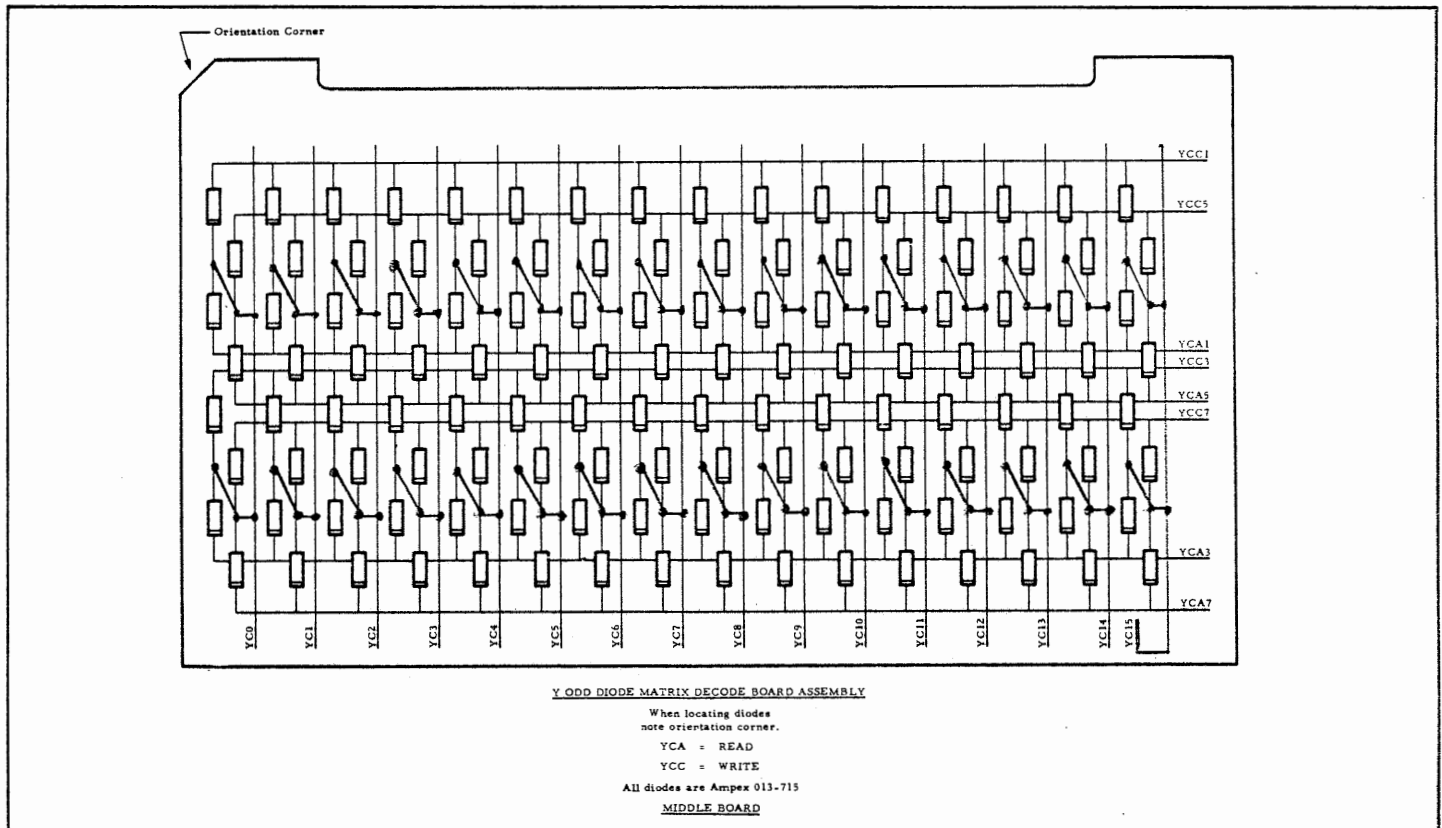 Orientation Corner
YCC1
YCC5
YCA1
YCC3
YCA5
YCC7
YCA3
YCA7
YC0
YC1
YC2
YC3
YC4
YC5
YC6
YC7
YC8
YC9
YC10
YC11
YC12
YC13
YC14
YC15
Y ODD DIODE MATRIX DECODE BOARD ASSEMBLY
When locating diodes
note orientation corner.
YCA = READ
YCC = WRITE
All diodes are Ampex 013-715
MIDDLE BOARD